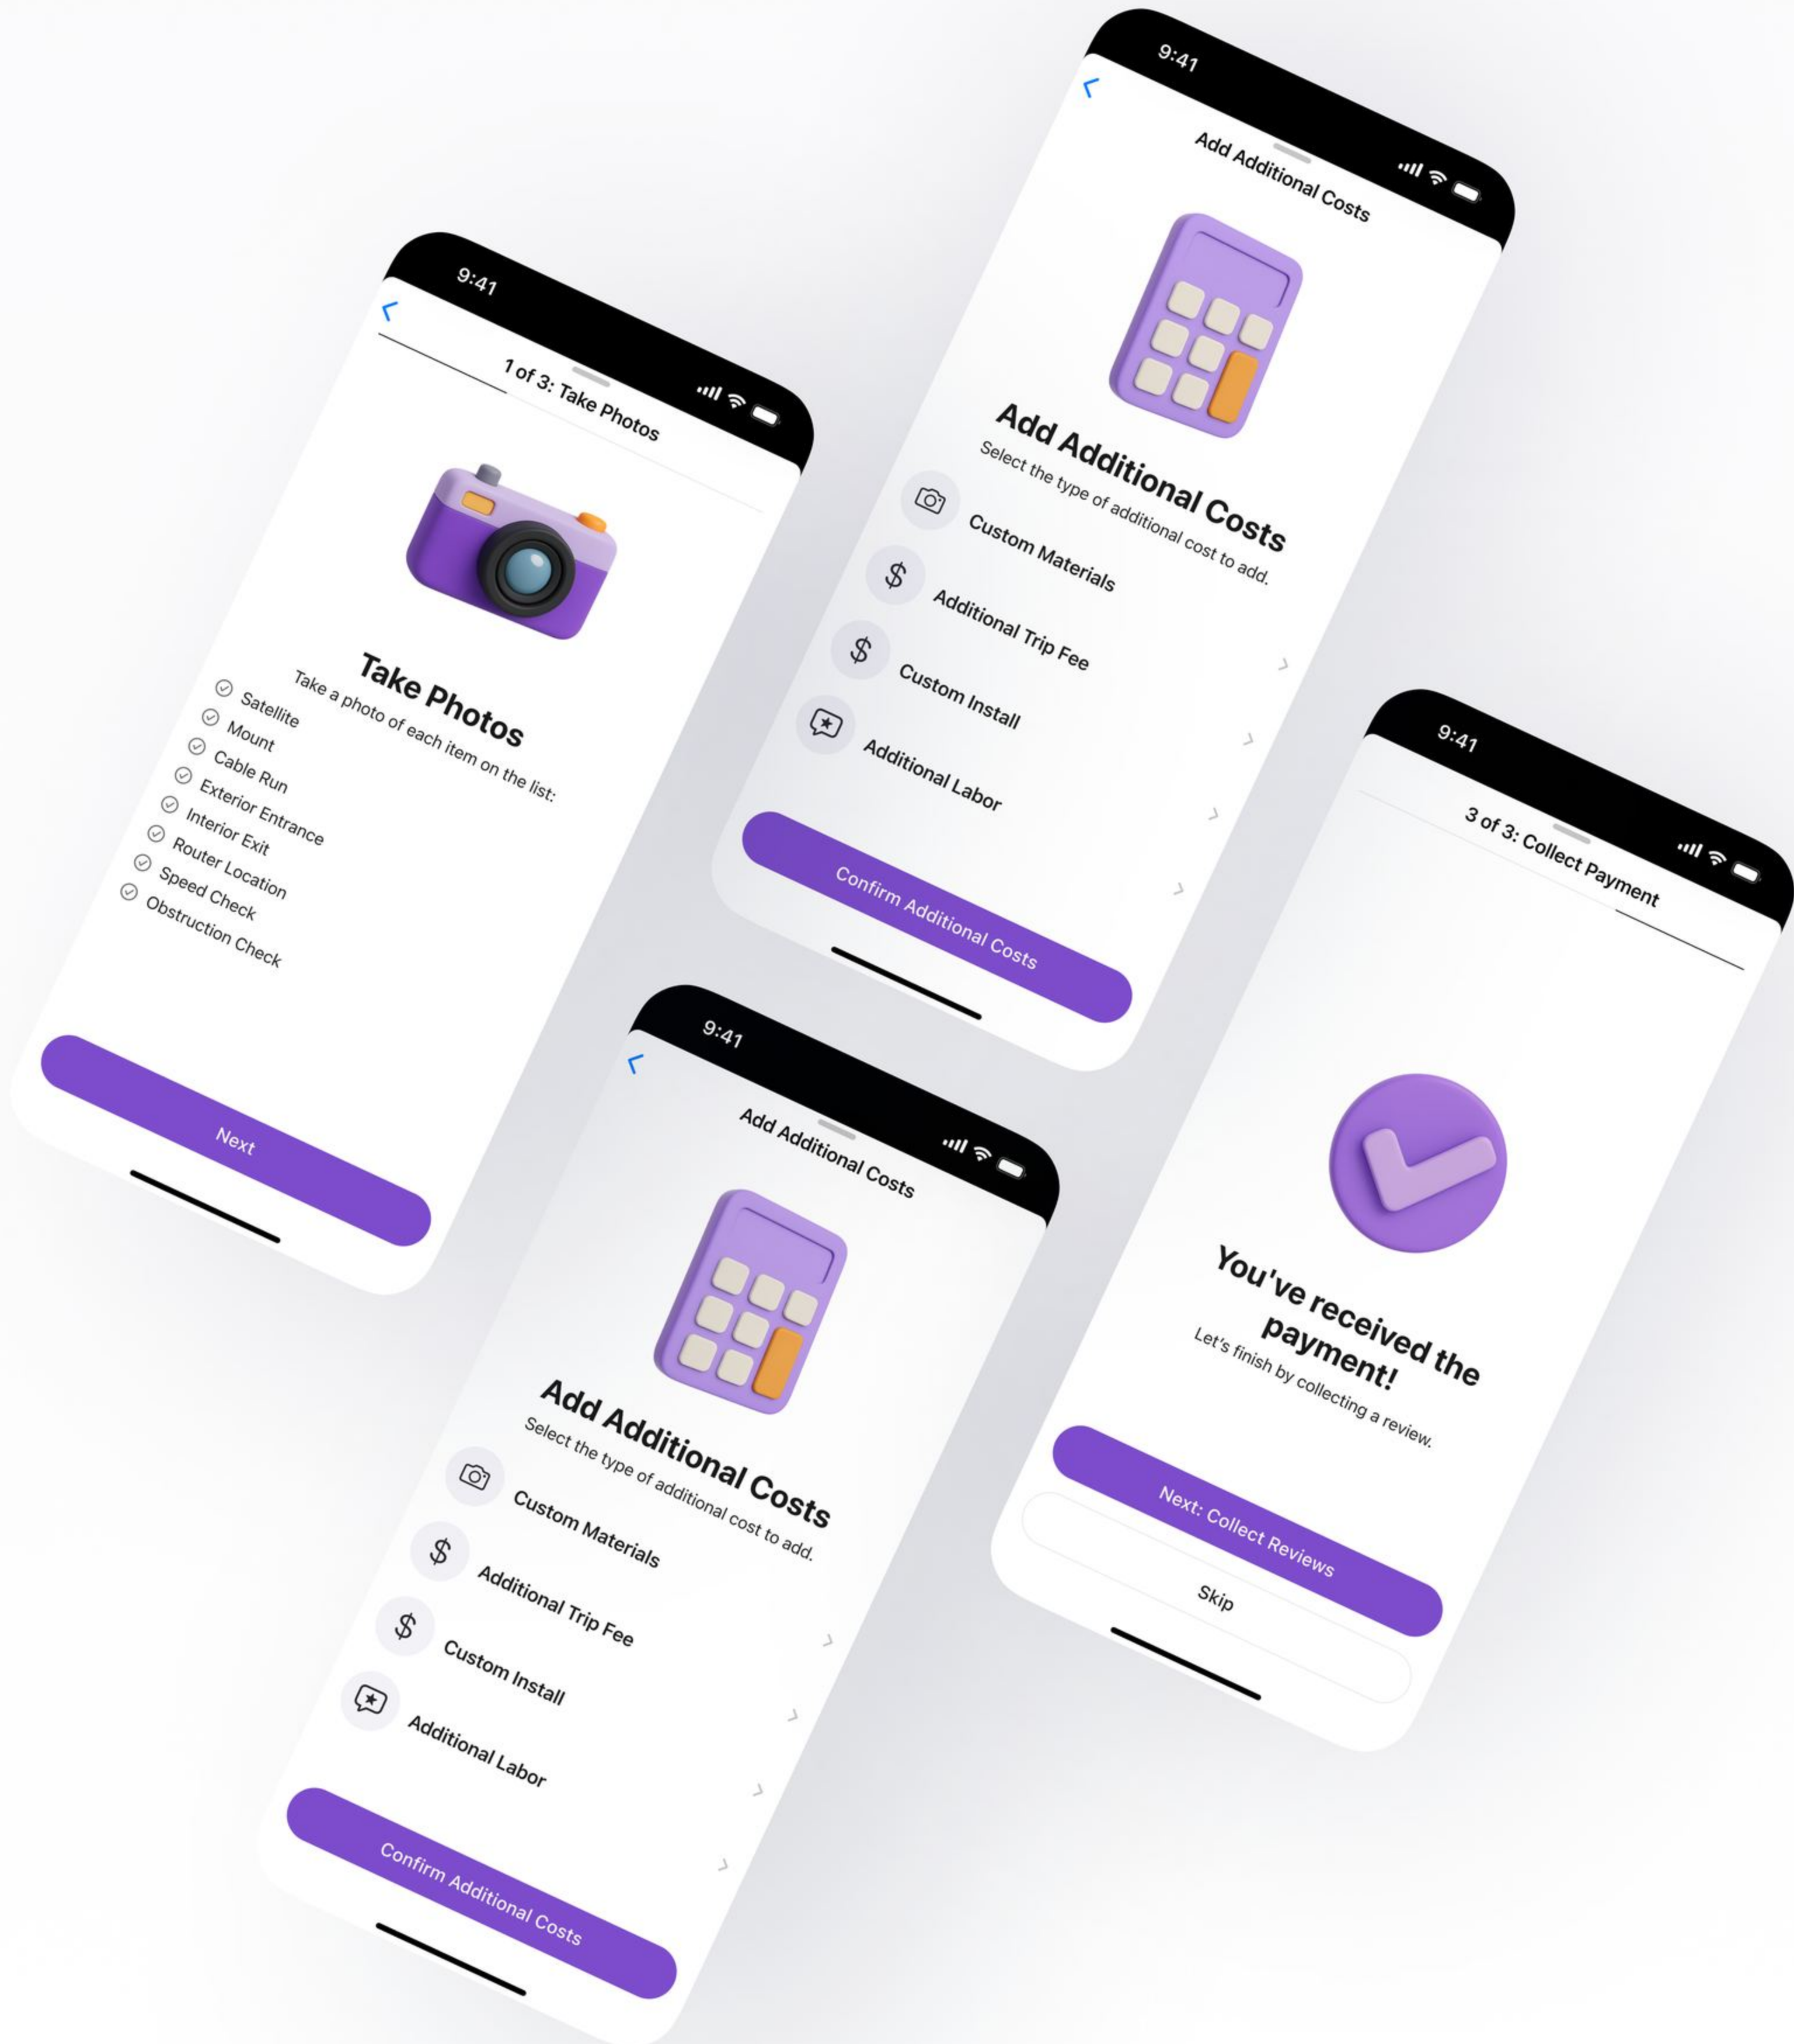 9:41
1 of 3: Take Photos
Take Photos
Take a photo of each item on the list:
Satellite
Mount
Cable Run
Exterior Entrance
Interior Exit
Router Location
Speed Check
Obstruction Check
Next
9:41
Add Additional Costs
Add Additional Costs
Select the type of additional cost to add.
Custom Materials
$ Additional Trip Fee
$ Custom Install
Additional Labor
Confirm Additional Costs
9:41
Add Additional Costs
Add Additional Costs
Select the type of additional cost to add.
Custom Materials
$ Additional Trip Fee
$ Custom Install
Additional Labor
Confirm Additional Costs
9:41
3 of 3: Collect Payment
You've received the
payment!
Let’s finish by collecting a review.
Next: Collect Reviews
Skip